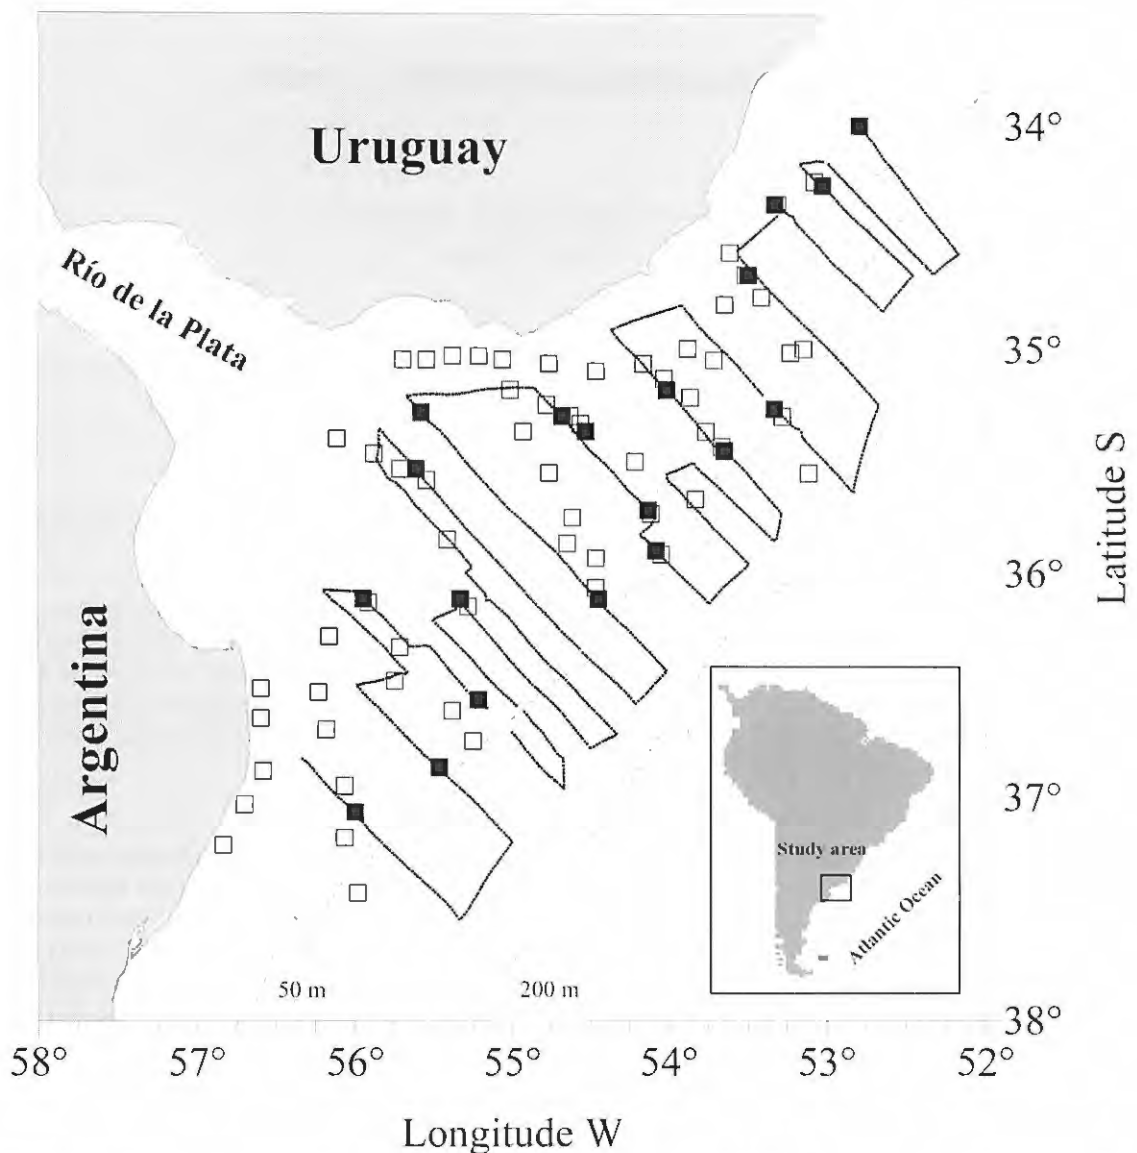 Uruguay
34°
Río de la Plata
35°
Latitude S
36°
Argentina
37°
Study area
Atlantic Ocean
50 m
200 m
38°
58°
57°
56°
55°
54°
53°
52°
Longitude W